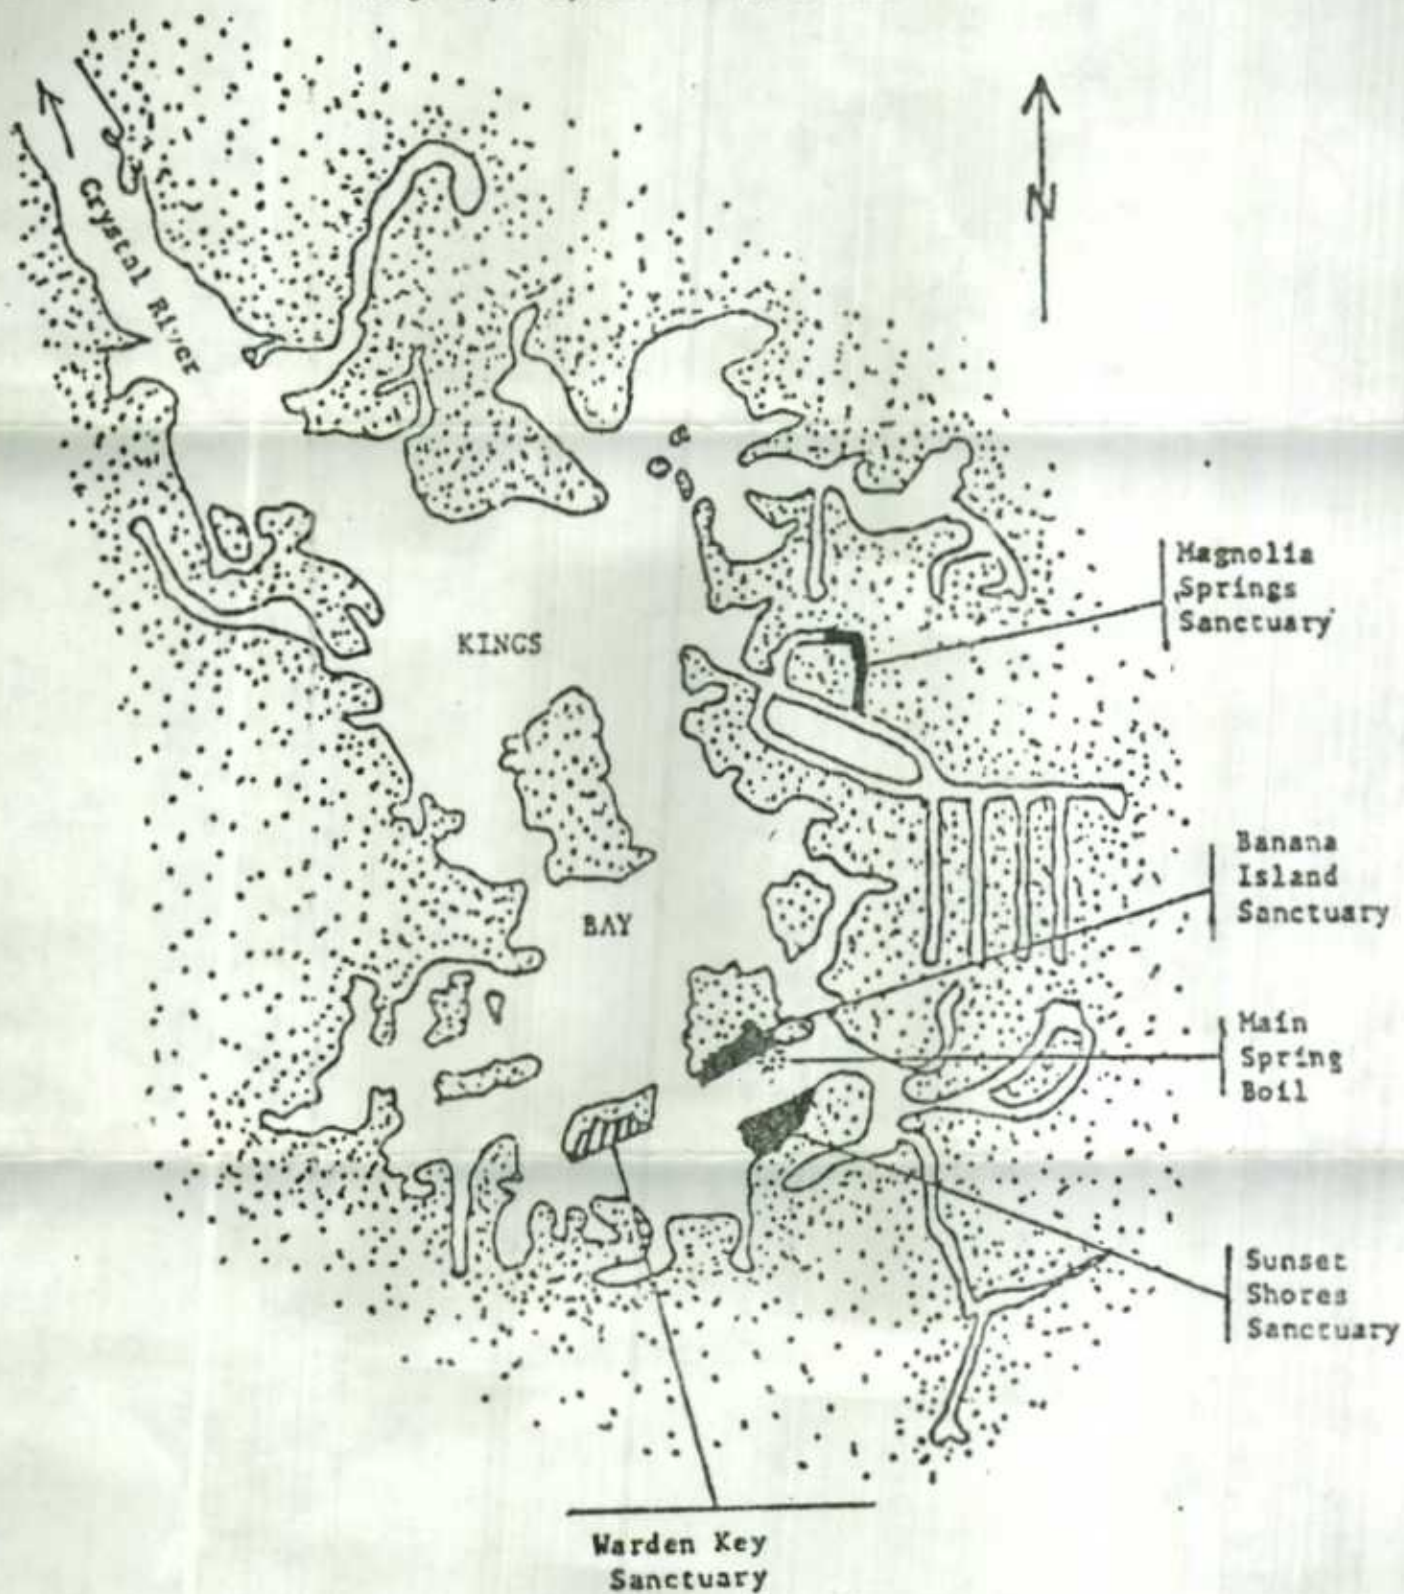 Crystal River
N
Magnolia
Springs
Sanctuary
KINGS
Banana
Island
Sanctuary
BAY
Main
Spring
Boil
Sunset
Shores
Sanctuary
Warden Key
Sanctuary